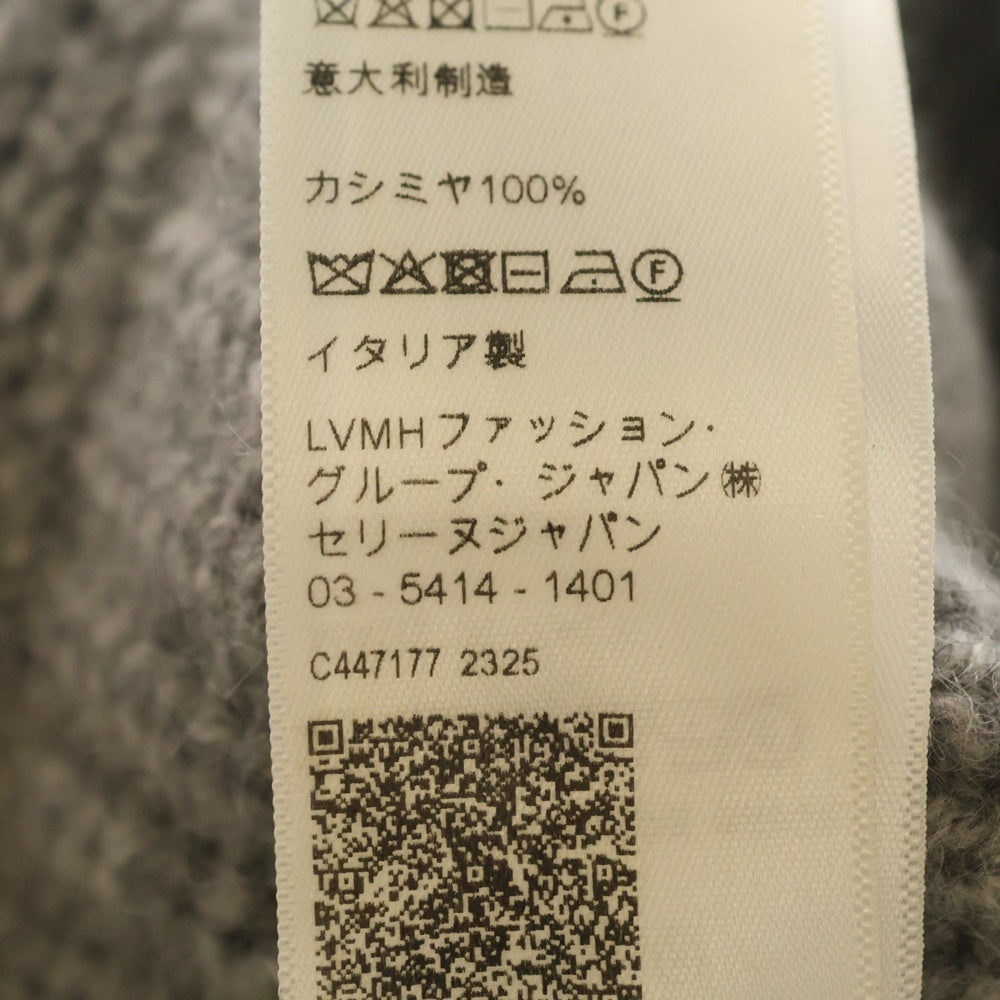 意大利制造
カシミヤ100%
F
イタリア製
LVMHファッション・
グループ・ジャパン㈱
セリーヌジャパン
03 - 5414 - 1401
C447177 2325